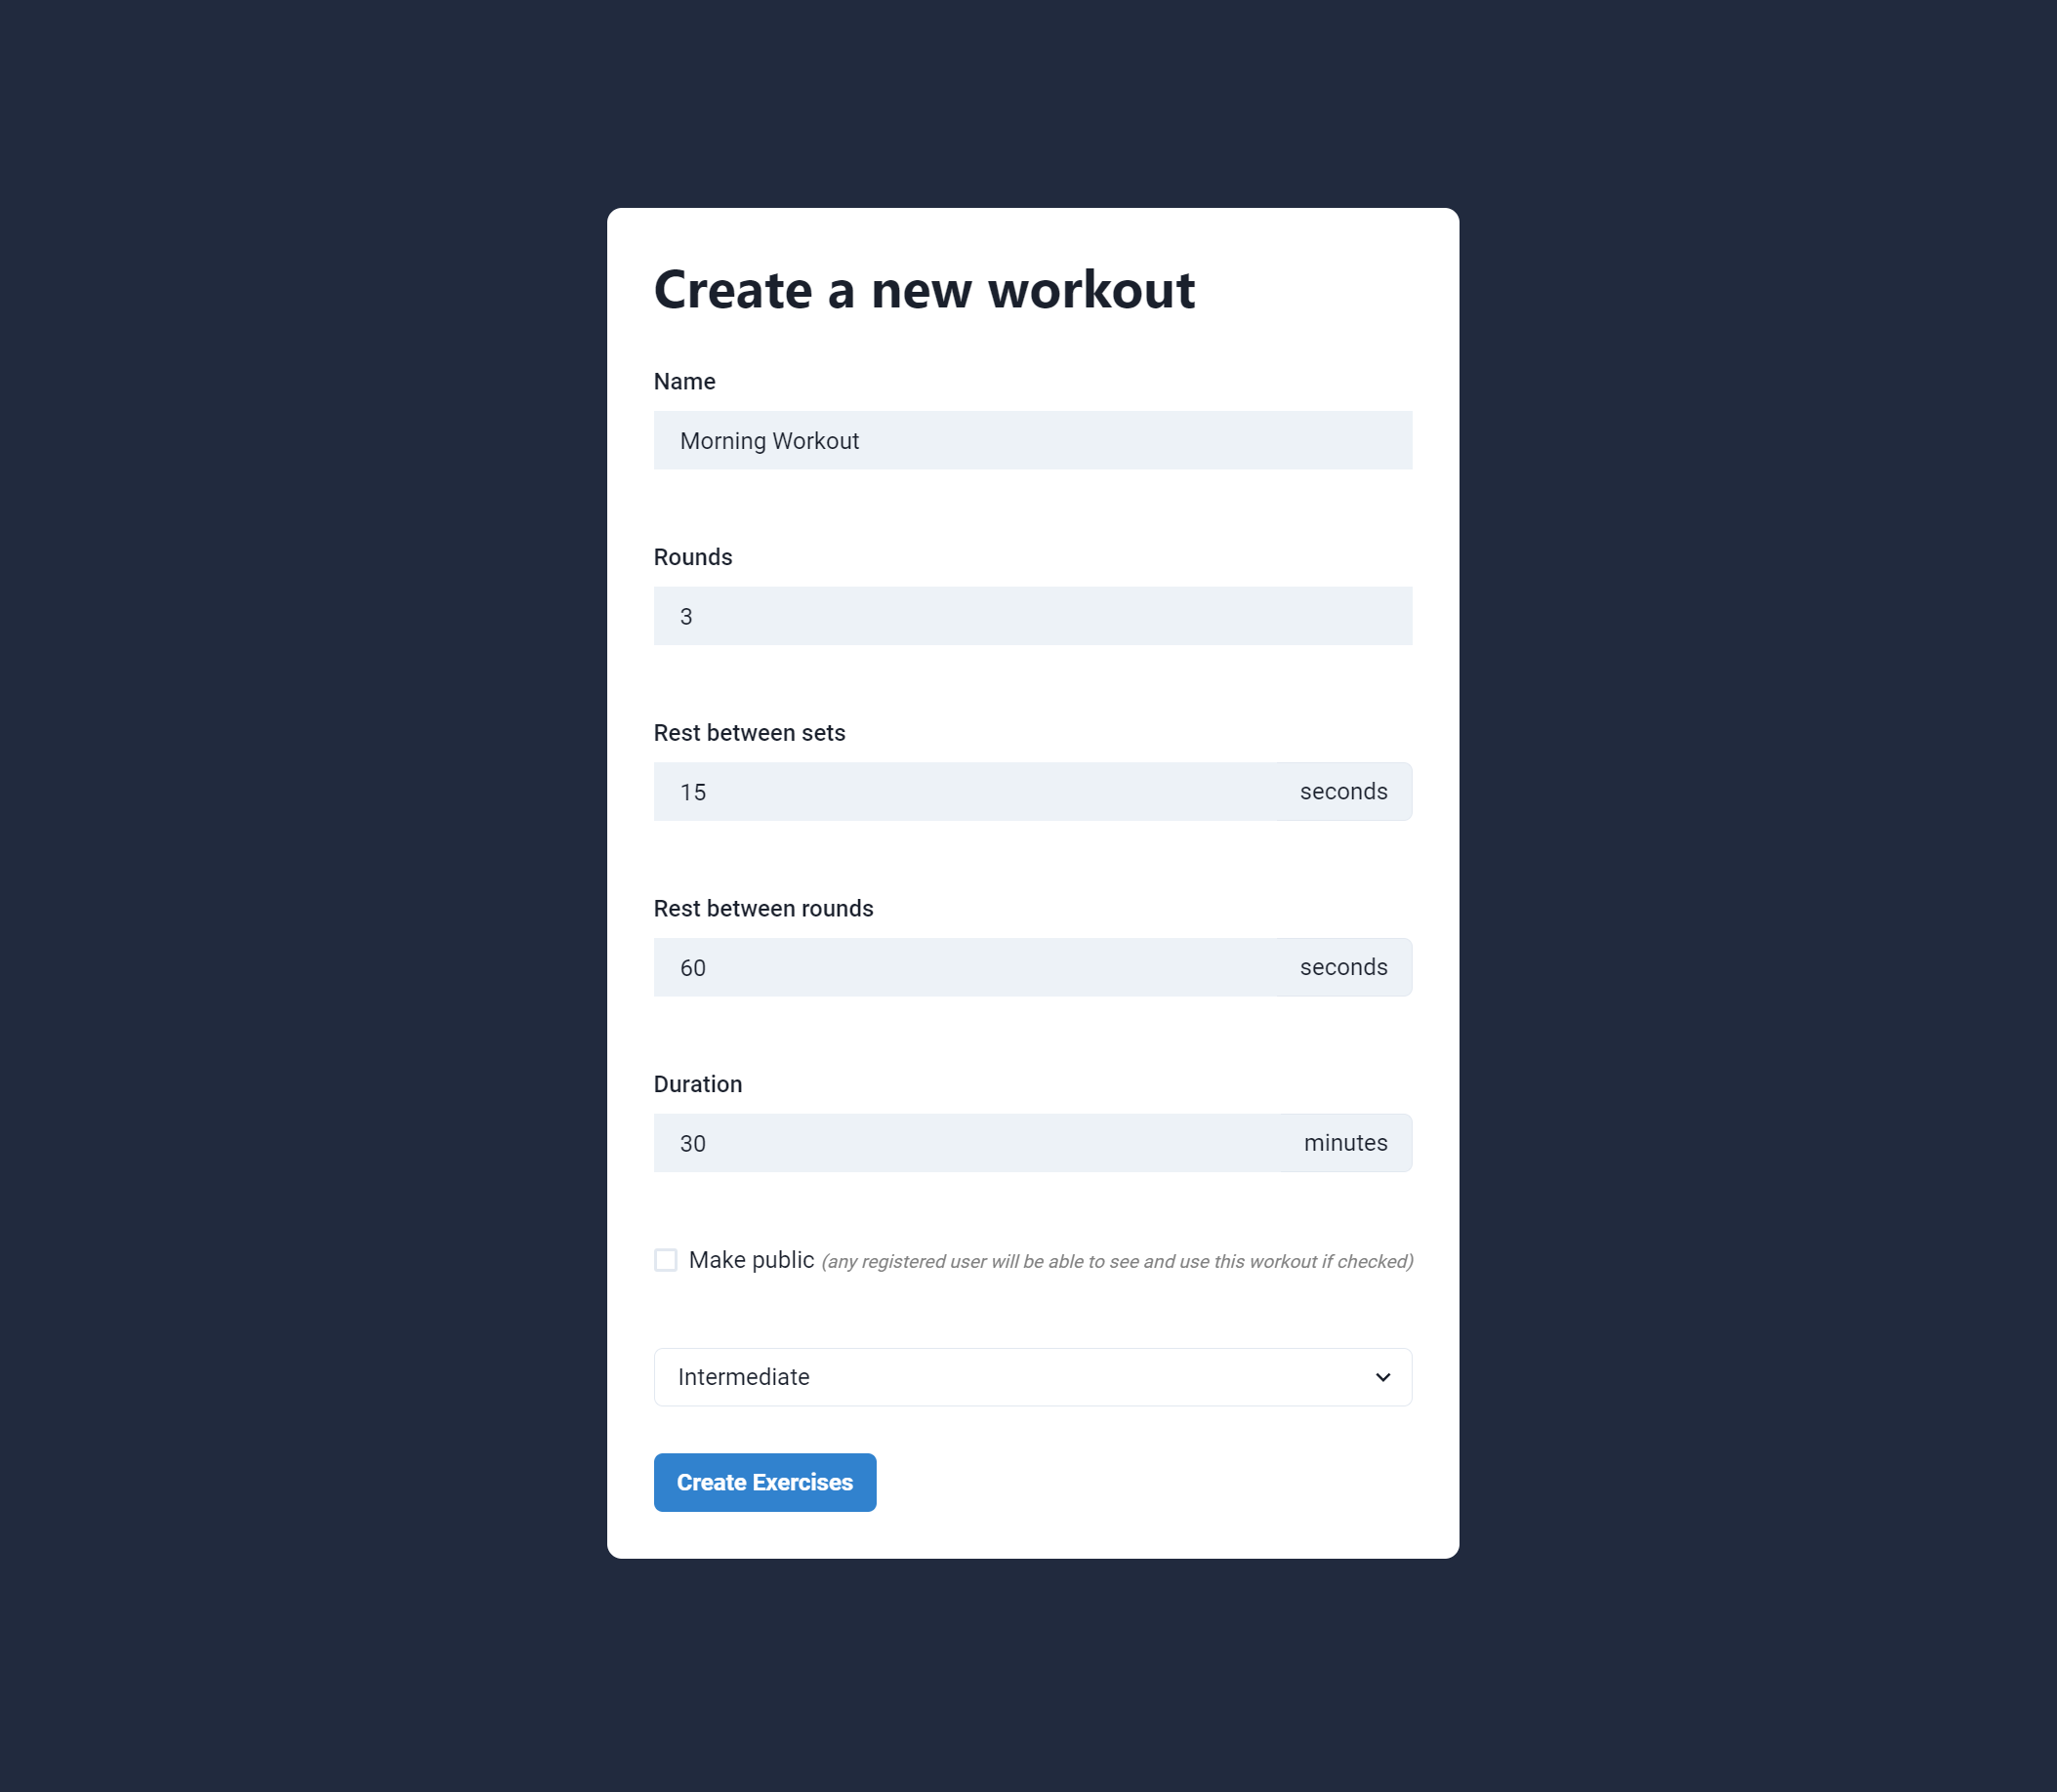 Create a new workout
Name
Morning Workout
Rounds
3
Rest between sets
15 seconds
Rest between rounds
60 seconds
Duration
30 minutes
Make public (any registered user will be able to see and use this workout if checked)
Intermediate
Create Exercises